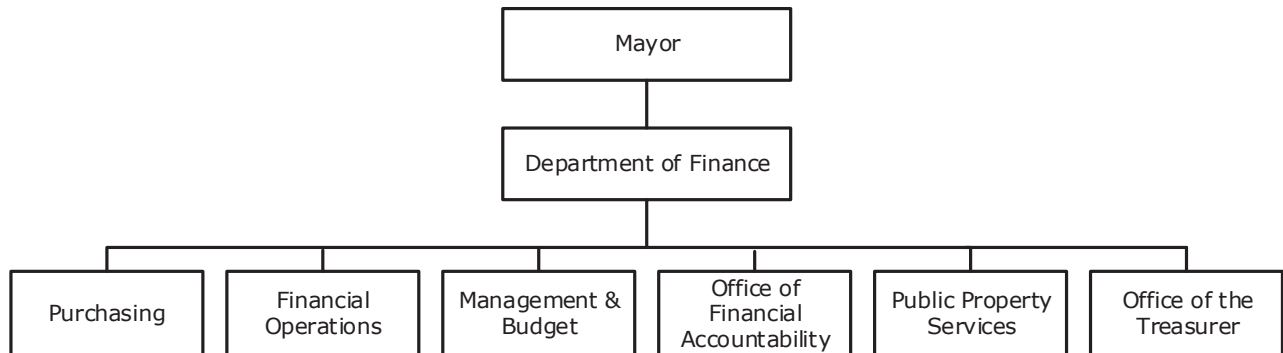 Mayor
Department of Finance
Purchasing
Financial
Operations
Management &
Budget
Office of
Financial
Accountability
Public Property
Services
Office of the
Treasurer